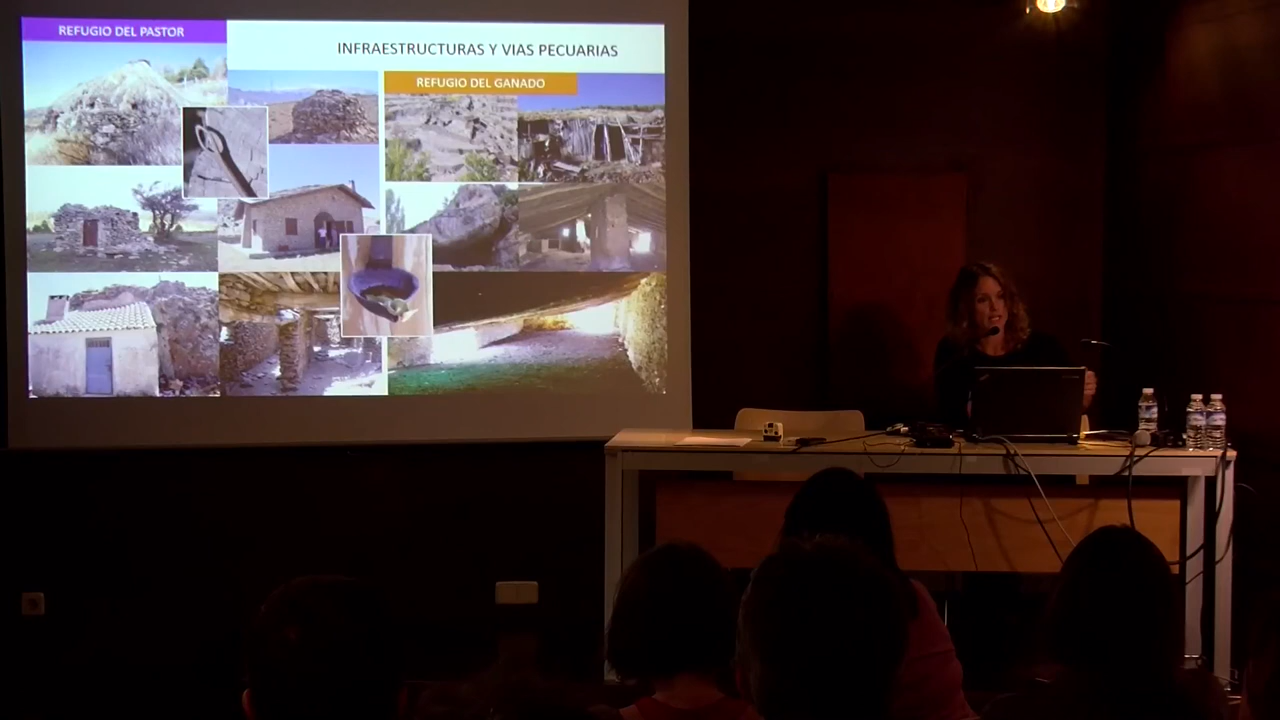 REFUGIO DEL PASTOR
INFRAESTRUCTURAS Y VIAS PECUARIAS
REFUGIO DEL GANADO